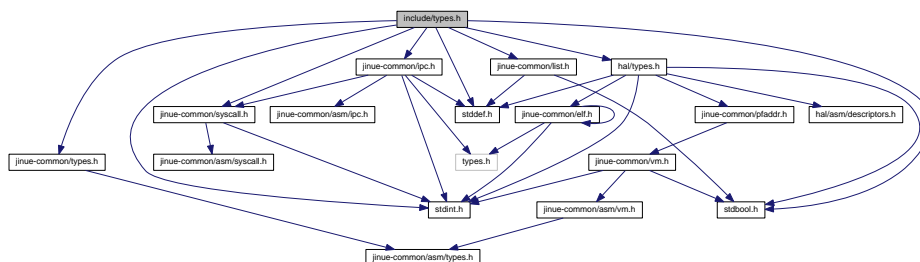 include/types.h
jinue-common/ipc.h
jinue-common/list.h
hal/types.h
jinue-common/syscall.h
jinue-common/asm/ipc.h
stddef.h
jinue-common/elf.h
jinue-common/pfaddr.h
hal/asm/descriptors.h
jinue-common/types.h
jinue-common/asm/syscall.h
types.h
jinue-common/vm.h
stdint.h
jinue-common/asm/vm.h
stdbool.h
jinue-common/asm/types.h